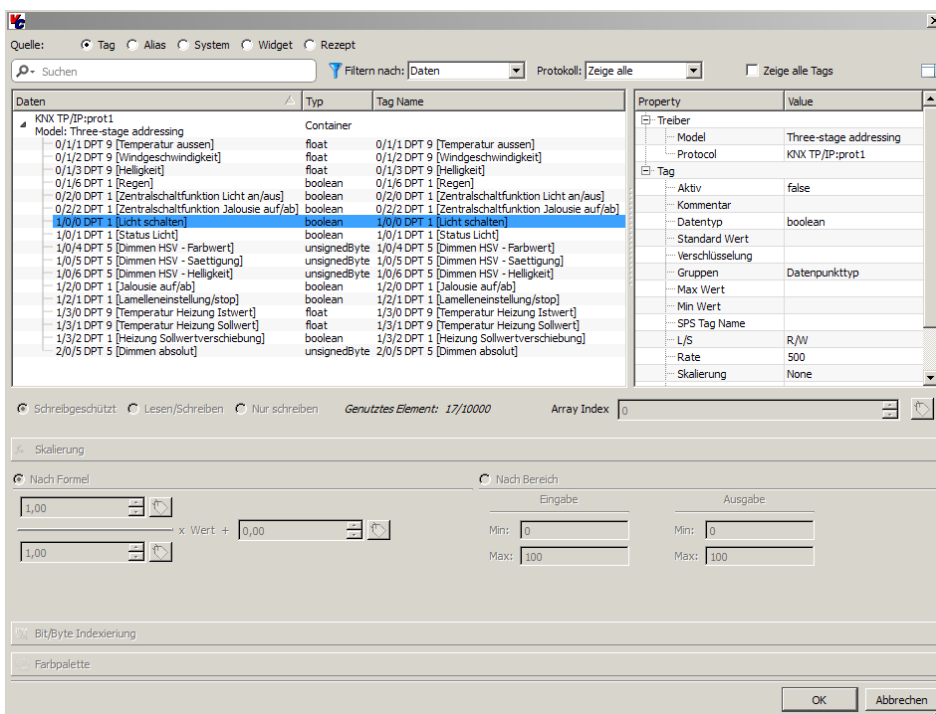 Quelle: Tag Alias System Widget Rezept
Suchen Filtern nach: Daten Protokoll: Zeige alle Zeige alle Tags
Daten Typ Tag Name Property Value
KNX TP/IP:prot1
Model: Three-stage addressing Container
0/1/1 DPT 9 [Temperatur aussen] float 0/1/1 DPT 9 [Temperatur aussen]
0/1/2 DPT 9 [Windgeschwindigkeit] float 0/1/2 DPT 9 [Windgeschwindigkeit]
0/1/3 DPT 9 [Helligkeit] float 0/1/3 DPT 9 [Helligkeit]
0/1/6 DPT 1 [Regen] boolean 0/1/6 DPT 1 [Regen]
0/2/0 DPT 1 [Zentralschaltfunktion Licht an/aus] boolean 0/2/0 DPT 1 [Zentralschaltfunktion Licht an/aus]
0/2/2 DPT 1 [Zentralschaltfunktion Jalousie auf/ab] boolean 0/2/2 DPT 1 [Zentralschaltfunktion Jalousie auf/ab]
1/0/0 DPT 1 [Licht schalten] boolean 1/0/0 DPT 1 [Licht schalten]
1/0/1 DPT 1 [Status Licht] boolean 1/0/1 DPT 1 [Status Licht]
1/0/4 DPT 5 [Dimmen HSV - Farbwert] unsignedByte 1/0/4 DPT 5 [Dimmen HSV - Farbwert]
1/0/5 DPT 5 [Dimmen HSV - Saettigung] unsignedByte 1/0/5 DPT 5 [Dimmen HSV - Saettigung]
1/0/6 DPT 5 [Dimmen HSV - Helligkeit] unsignedByte 1/0/6 DPT 5 [Dimmen HSV - Helligkeit]
1/2/0 DPT 1 [Jalousie auf/ab] boolean 1/2/0 DPT 1 [Jalousie auf/ab]
1/2/1 DPT 1 [Lamelleneinstellung/stop] boolean 1/2/1 DPT 1 [Lamelleneinstellung/stop]
1/3/0 DPT 9 [Temperatur Heizung Istwert] float 1/3/0 DPT 9 [Temperatur Heizung Istwert]
1/3/1 DPT 9 [Temperatur Heizung Sollwert] float 1/3/1 DPT 9 [Temperatur Heizung Sollwert]
1/3/2 DPT 1 [Heizung Sollwertverschiebung] boolean 1/3/2 DPT 1 [Heizung Sollwertverschiebung]
2/0/5 DPT 5 [Dimmen absolut] unsignedByte 2/0/5 DPT 5 [Dimmen absolut]
Treiber
Model Three-stage addressing
Protocol KNX TP/IP:prot1
Tag
Aktiv false
Kommentar
Datentyp boolean
Standard Wert
Verschlüsselung
Gruppen Datenpunkttyp
Max Wert
Min Wert
SPS Tag Name
L/S R/W
Rate 500
Skalierung None
Schreibgeschützt Lesen/Schreiben Nur schreiben Genutztes Element: 17/10000 Array Index 0
Skalierung
Nach Formel Nach Bereich
Eingabe Ausgabe
1,00
x Wert + 0,00 Min: 0 Min: 0
1,00 Max: 100 Max: 100
Bit/Byte Indexierung
Farbpalette
OK Abbrechen